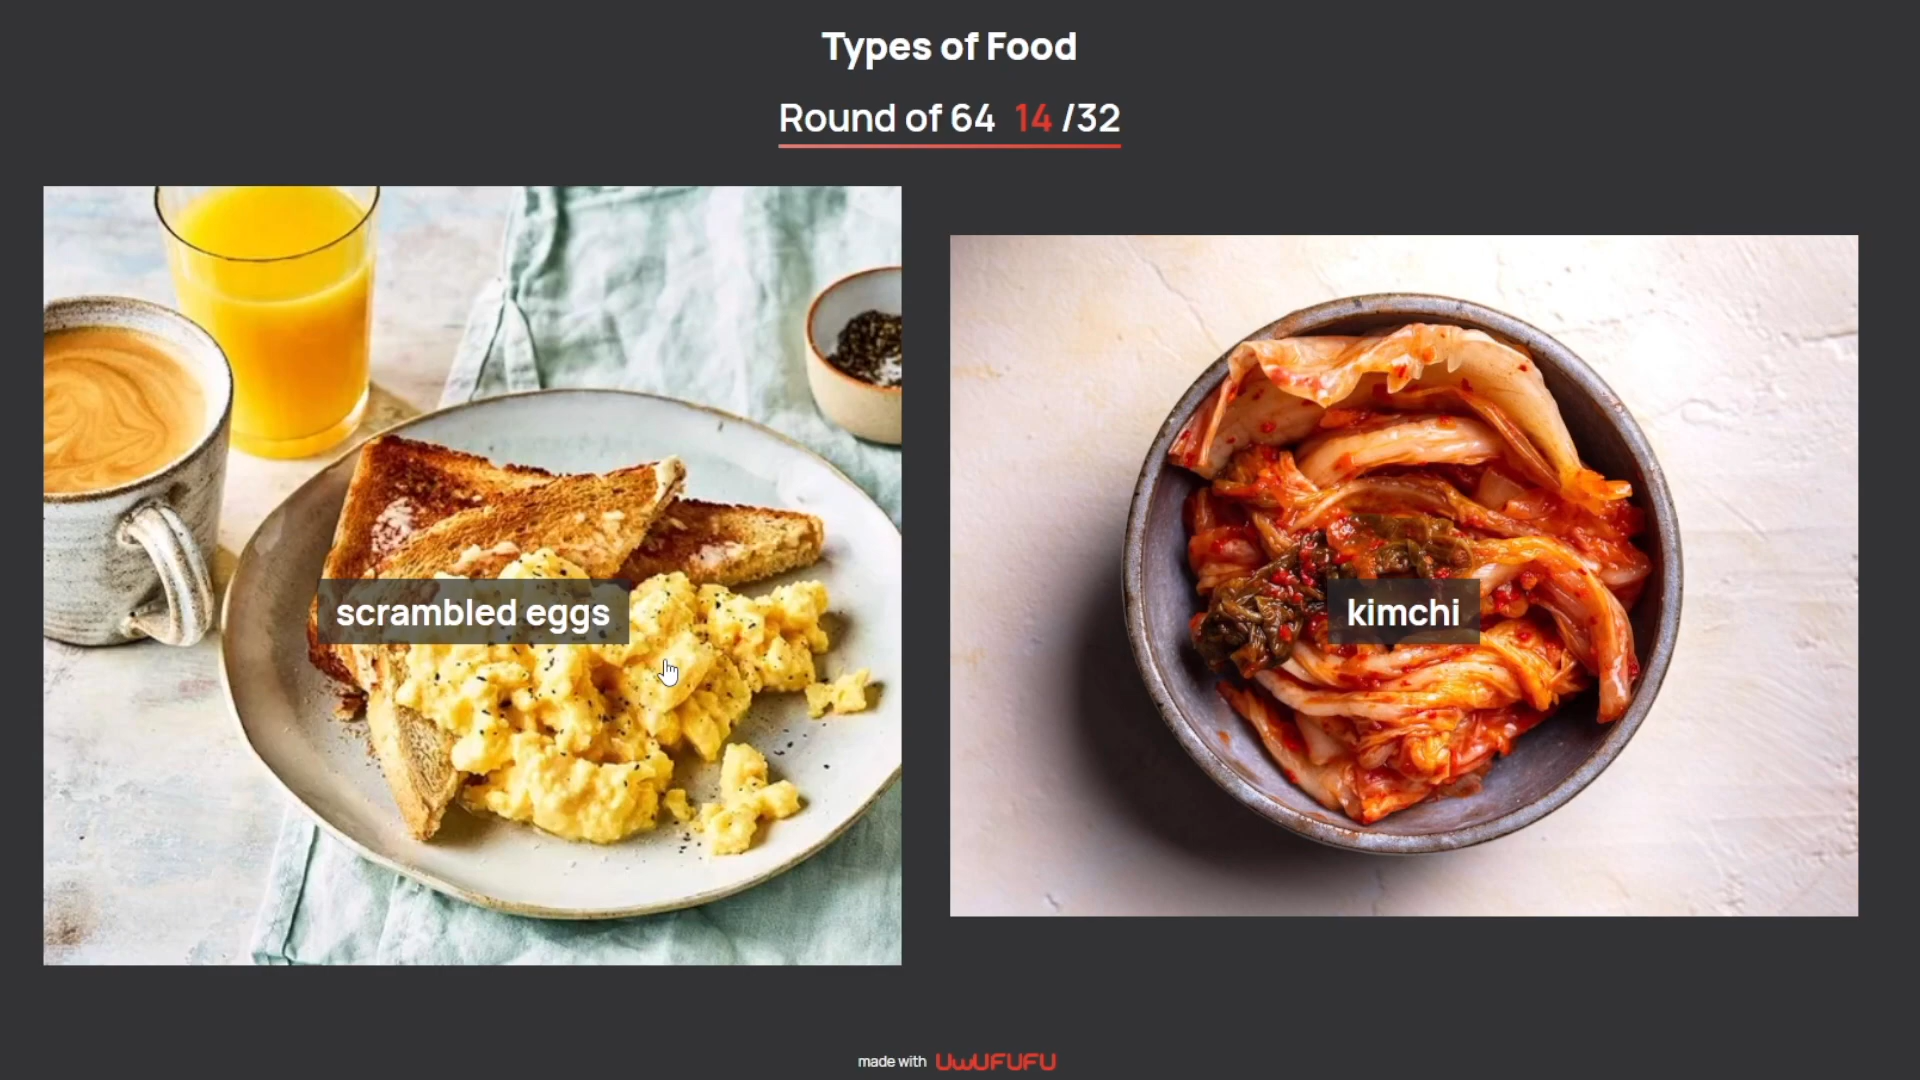 Types of Food
Round of 64 14 /32
scrambled eggs
kimchi
made with UwUFUFU